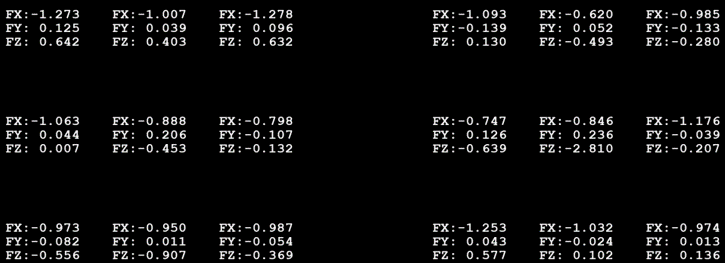 FX:-1.273 FX:-1.007 FX:-1.278 FX:-1.093 FX:-0.620 FX:-0.985
FY: 0.125 FY: 0.039 FY: 0.096 FY:-0.139 FY: 0.052 FY:-0.133
FZ: 0.642 FZ: 0.403 FZ: 0.632 FZ: 0.130 FZ:-0.493 FZ:-0.280
FX:-1.063 FX:-0.888 FX:-0.798 FX:-0.747 FX:-0.846 FX:-1.176
FY: 0.044 FY: 0.206 FY:-0.107 FY: 0.126 FY: 0.236 FY:-0.039
FZ: 0.007 FZ:-0.453 FZ:-0.132 FZ:-0.639 FZ:-2.810 FZ:-0.207
FX:-0.973 FX:-0.950 FX:-0.987 FX:-1.253 FX:-1.032 FX:-0.974
FY:-0.082 FY: 0.011 FY:-0.054 FY: 0.043 FY:-0.024 FY: 0.013
FZ:-0.556 FZ:-0.907 FZ:-0.369 FZ: 0.577 FZ: 0.102 FZ: 0.136